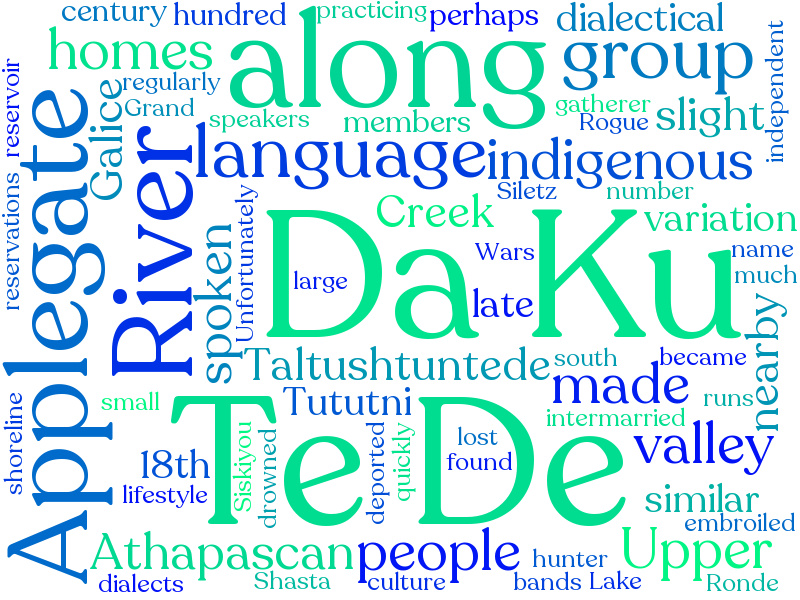 century
hundred
practicing
perhaps
dialectical
homes
along
group
independent
reservoir
regularly
Grand
Galice
speakers
members
gatherer
Rogue
slight
Applegate
River
language
indigenous
Siletz
number
reservations
Unfortunately
spoken
Da Ku
Creek
variation
Wars
name
large
late
much
nearby
Taltushtuntede
south
became
made
runs
small
Te De
Tututni
intermarried
valley
shoreline
18th
Siskiyou
drowned
deported
quickly
lost
found
lifestyle
similar
embroiled
Athapascan
people
Upper
hunter
dialects
Shasta
culture
bands
Lake
Ronde